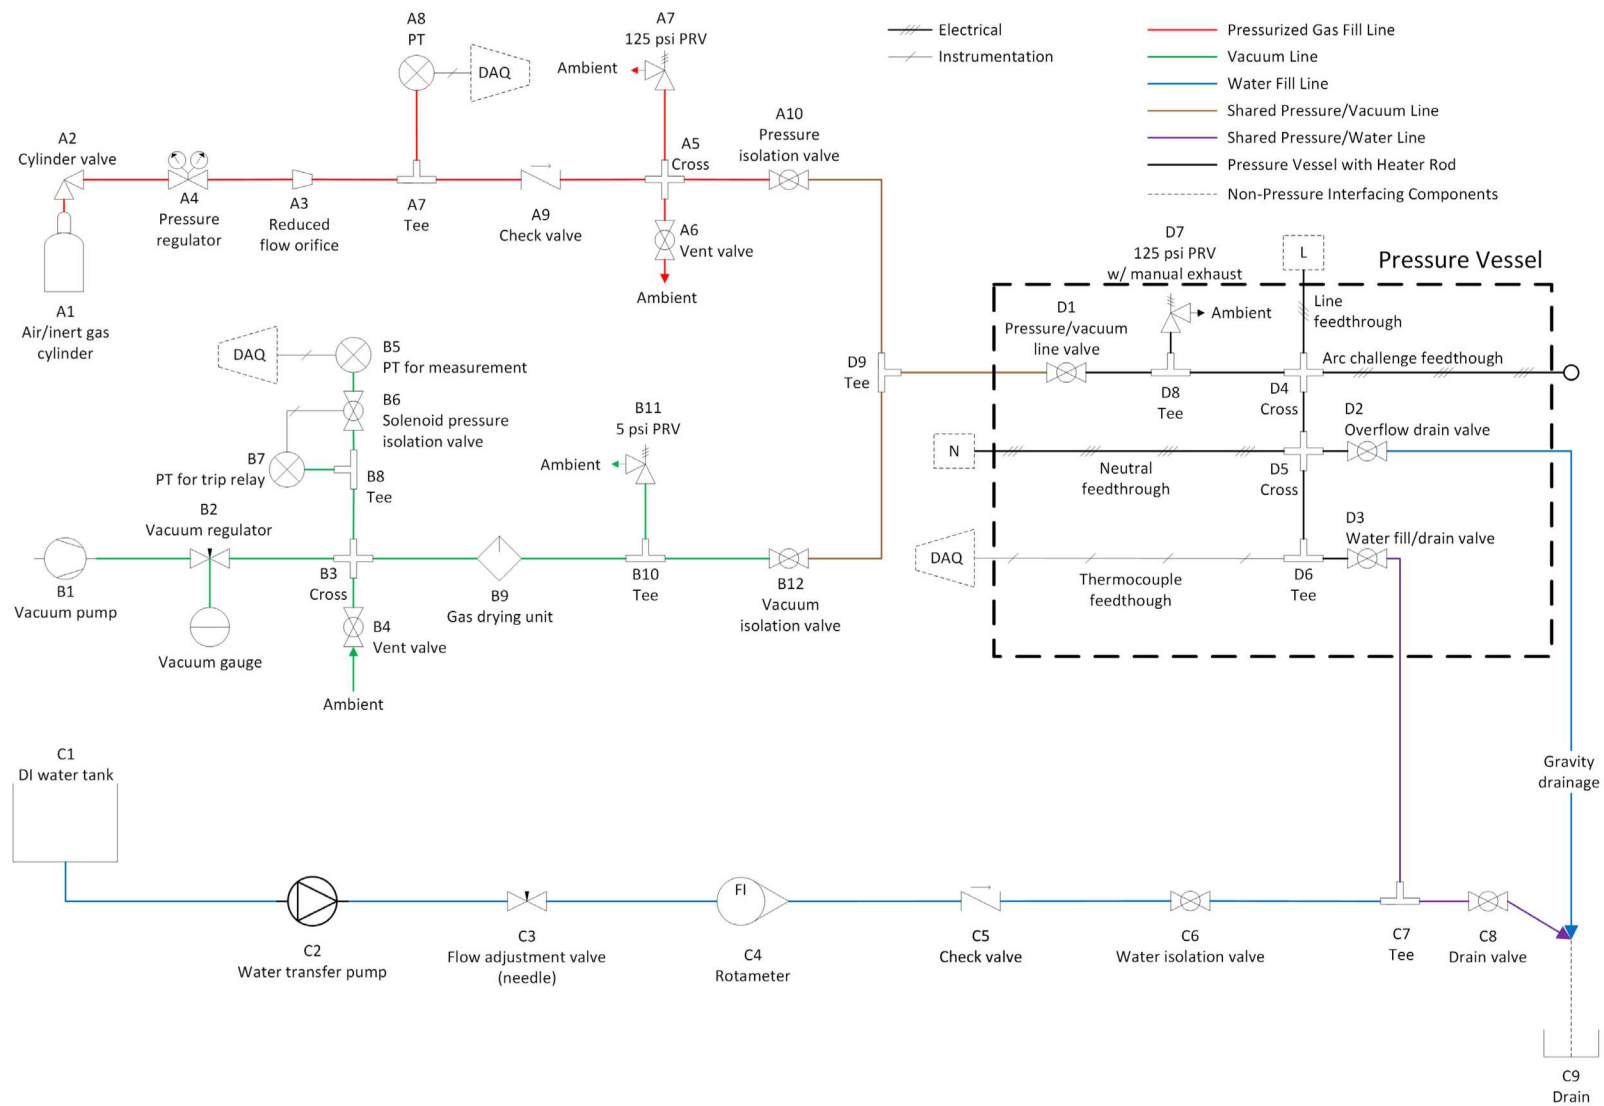 A8
PT
DAQ
A7
125 psi PRV
Ambient
Electrical
Instrumentation
Pressurized Gas Fill Line
Vacuum Line
Water Fill Line
Shared Pressure/Vacuum Line
Shared Pressure/Water Line
Pressure Vessel with Heater Rod
Non-Pressure Interfacing Components
A2
Cylinder valve
A4
Pressure
regulator
A3
Reduced
flow orifice
A7
Tee
A9
Check valve
A5
Cross
A10
Pressure
isolation valve
A6
Vent valve
Ambient
A1
Air/inert gas
cylinder
DAQ
B5
PT for measurement
B6
Solenoid pressure
isolation valve
B7
PT for trip relay
B8
Tee
B11
5 psi PRV
Ambient
B2
Vacuum regulator
B1
Vacuum pump
Vacuum gauge
B3
Cross
B4
Vent valve
Ambient
B9
Gas drying unit
B10
Tee
B12
Vacuum
isolation valve
D9
Tee
Pressure Vessel
D7
125 psi PRV
w/ manual exhaust
L
Line
feedthrough
D1
Pressure/vacuum
line valve
Ambient
Arc challenge feedthough
D8
Tee
D4
Cross
D2
Overflow drain valve
N
Neutral
feedthrough
D5
Cross
D3
Water fill/drain valve
DAQ
Thermocouple
feedthough
D6
Tee
C1
DI water tank
C2
Water transfer pump
C3
Flow adjustment valve
(needle)
FI
C4
Rotameter
C5
Check valve
C6
Water isolation valve
C7
Tee
C8
Drain valve
Gravity
drainage
C9
Drain